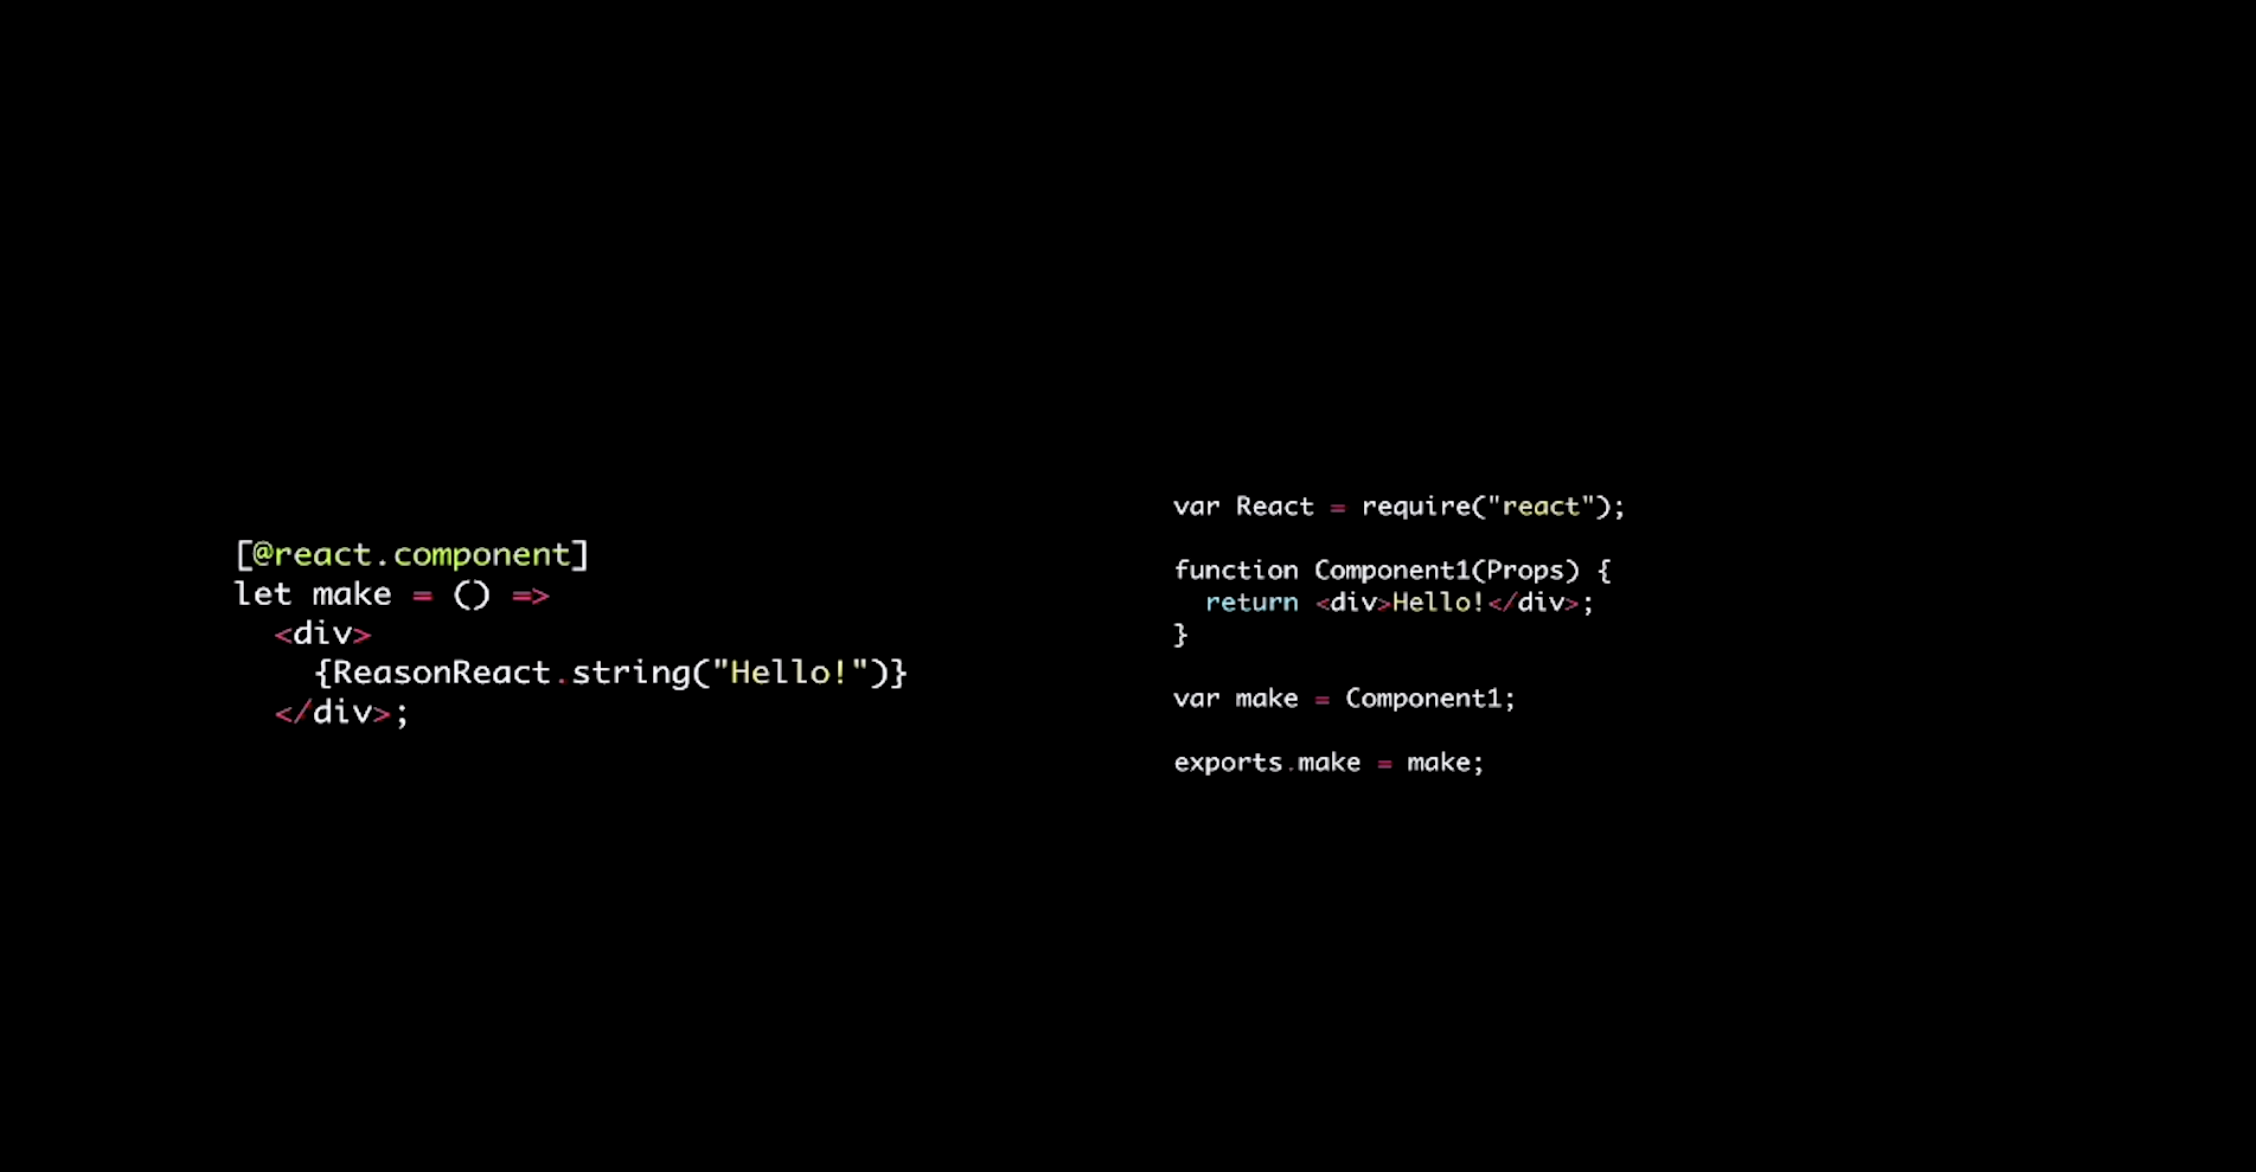 [@react.component]
let make = () =>
  <div>
    {ReasonReact.string("Hello!")}
  </div>;
var React = require("react");
function Component1(Props) {
  return <div>Hello!</div>;
}
var make = Component1;
exports.make = make;